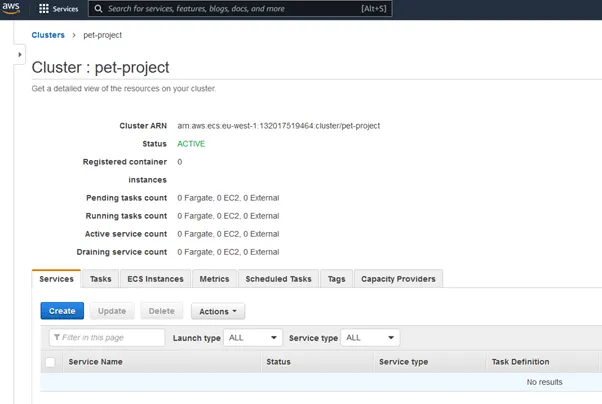 aws Services Search for services, features, blogs, docs, and more [Alt+S]
Clusters > pet-project
Cluster : pet-project
Get a detailed view of the resources on your cluster.
Cluster ARN arn:aws:ecs:eu-west-1:132017519464:cluster/pet-project
Status ACTIVE
Registered container 0
instances
Pending tasks count 0 Fargate, 0 EC2, 0 External
Running tasks count 0 Fargate, 0 EC2, 0 External
Active service count 0 Fargate, 0 EC2, 0 External
Draining service count 0 Fargate, 0 EC2, 0 External
Services Tasks ECS Instances Metrics Scheduled Tasks Tags Capacity Providers
Create Update Delete Actions
Filter in this page Launch type ALL Service type ALL
Service Name Status Service type Task Definition
No results